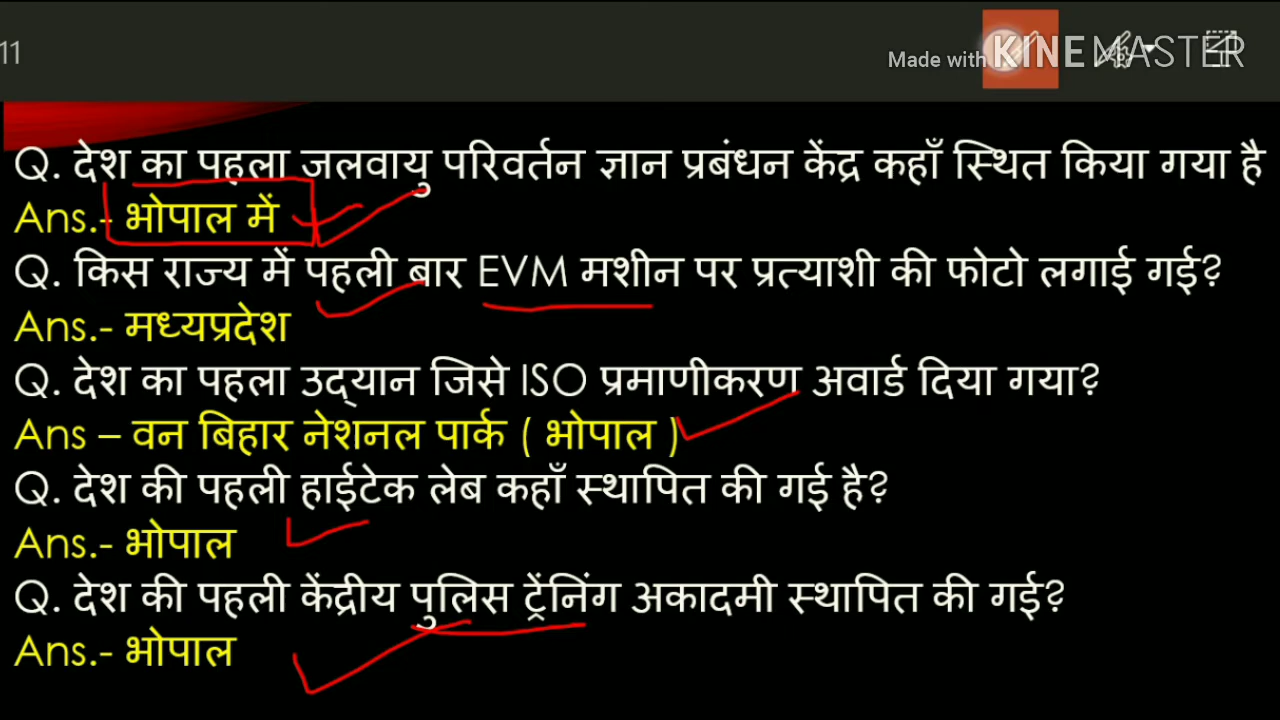 11
Made with KINEMASTER
Q. देश का पहला जलवायु परिवर्तन ज्ञान प्रबंधन केंद्र कहाँ स्थित किया गया है
Ans.- भोपाल में
Q. किस राज्य में पहली बार EVM मशीन पर प्रत्याशी की फोटो लगाई गई?
Ans.- मध्यप्रदेश
Q. देश का पहला उद्यान जिसे ISO प्रमाणीकरण अवार्ड दिया गया?
Ans – वन बिहार नेशनल पार्क ( भोपाल )
Q. देश की पहली हाईटेक लेब कहाँ स्थापित की गई है?
Ans.- भोपाल
Q. देश की पहली केंद्रीय पुलिस ट्रेंनिंग अकादमी स्थापित की गई?
Ans.- भोपाल